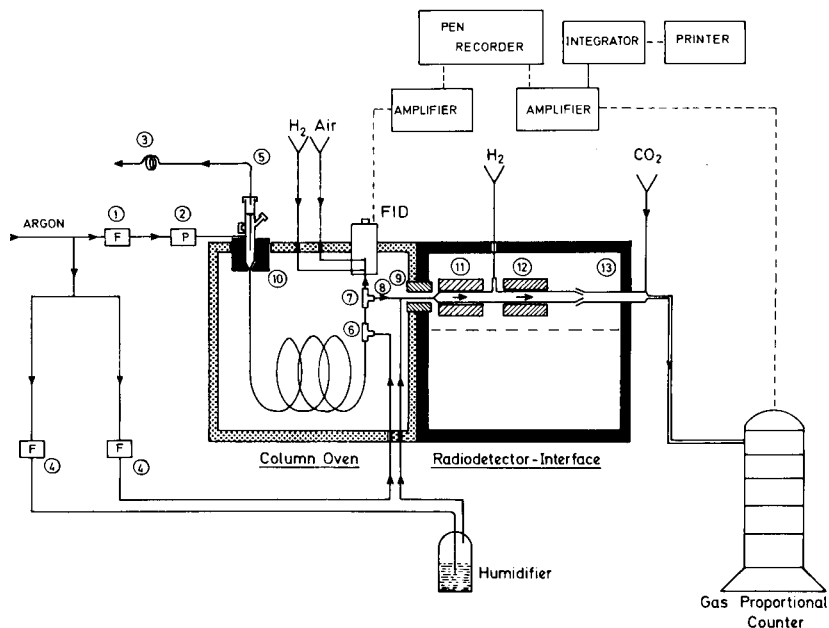 PEN
RECORDER
INTEGRATOR
PRINTER
AMPLIFIER
AMPLIFIER
H₂ Air
H₂
CO₂
3
5
FID
1
2
ARGON
F
P
10
7
8
9
11
12
13
6
F
4
F
4
Column Oven
Radiodetector-Interface
Humidifier
Gas Proportional
Counter